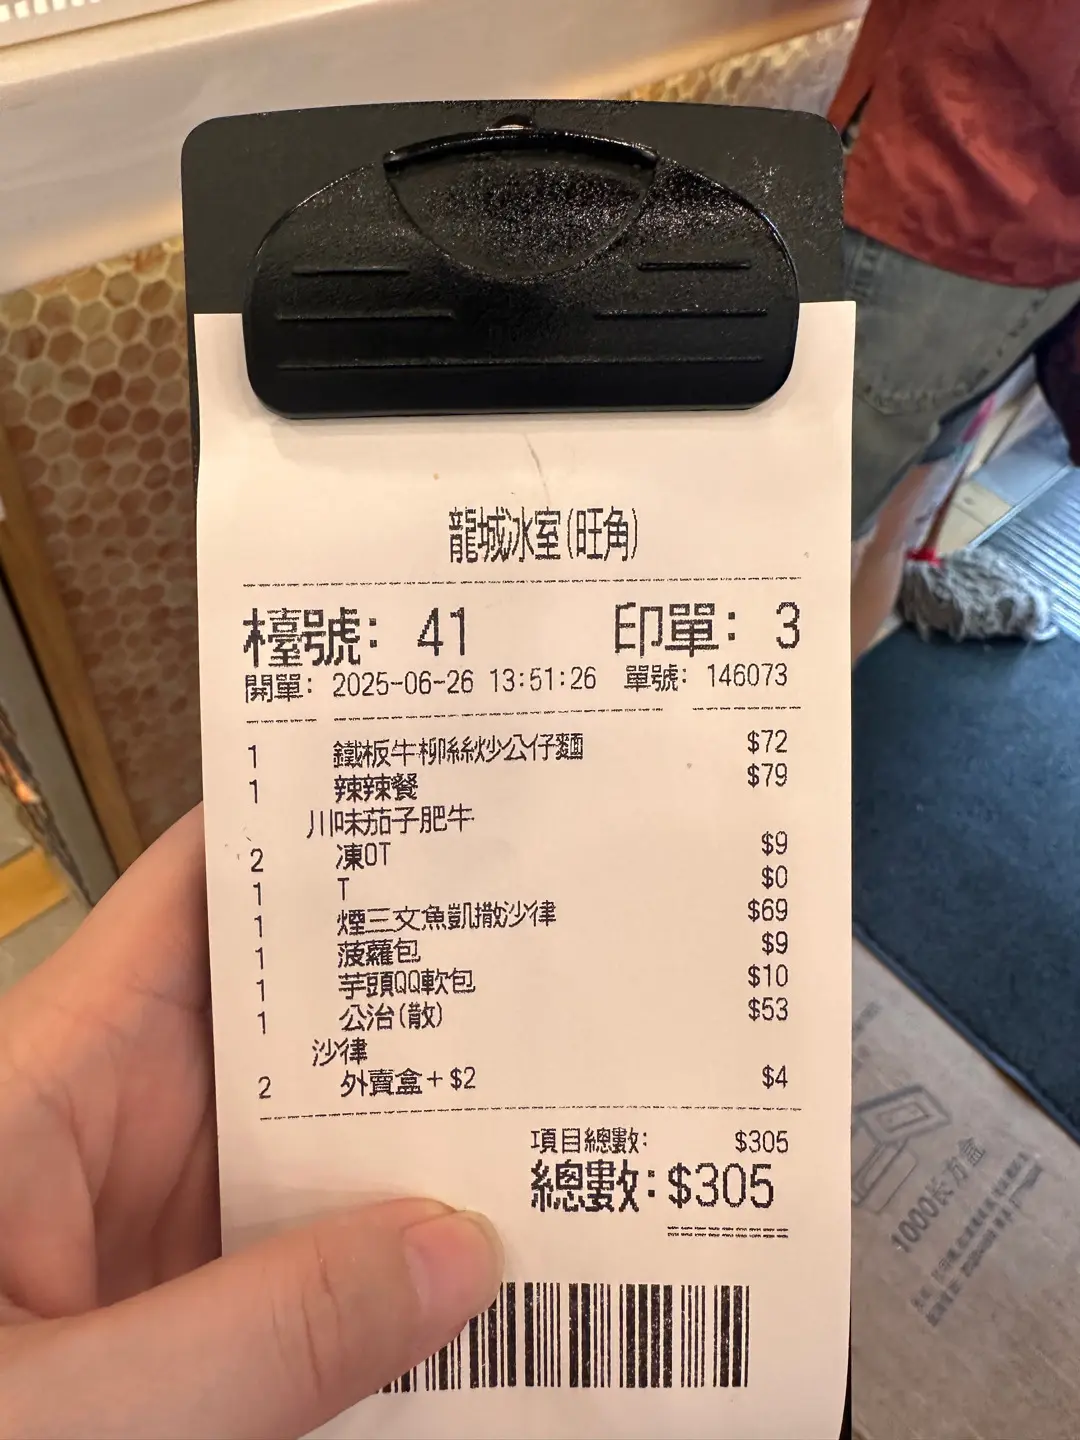 龍城冰室(旺角)
檯號: 41 印單: 3
開單: 2025-06-26 13:51:26 單號: 146073
1 鐵板牛柳絲炒公仔麵 $72
1 辣辣餐 $79
川味茄子肥牛
2 凍OT $9
1 T $0
1 煙三文魚凱撒沙律 $69
1 菠蘿包 $9
1 芋頭QQ軟包 $10
1 公治(散) $53
沙律
2 外賣盒+$2 $4
項目總數: $305
總數: $305
1000长方盒